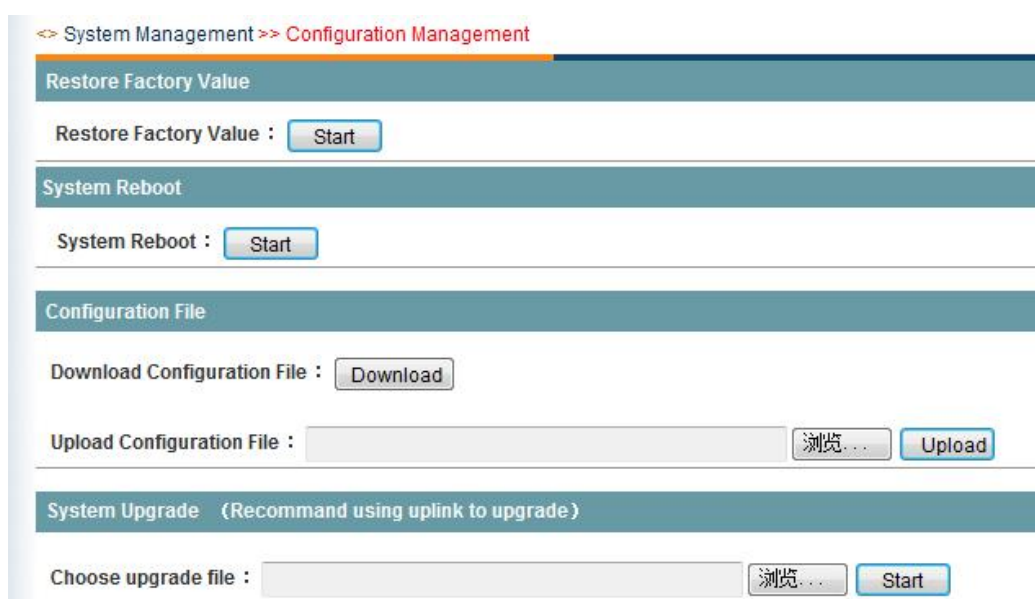 <> System Management >> Configuration Management
Restore Factory Value
Restore Factory Value： Start
System Reboot
System Reboot： Start
Configuration File
Download Configuration File： Download
Upload Configuration File： 浏览... Upload
System Upgrade （Recommand using uplink to upgrade）
Choose upgrade file： 浏览... Start